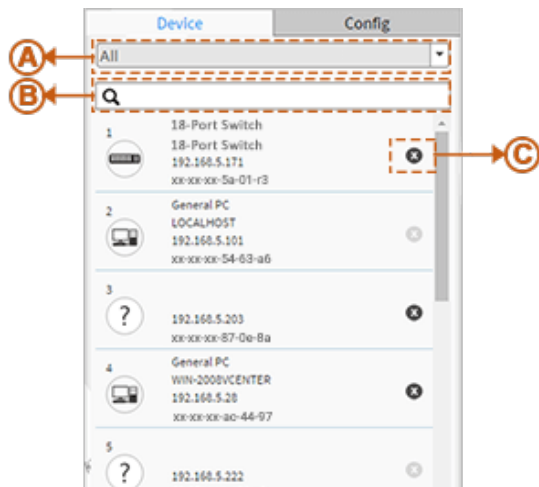 Device Config
A All
B
1
18-Port Switch
18-Port Switch
192.168.5.171
xx-xx-xx-5a-01-r3
C
2
General PC
LOCALHOST
192.168.5.101
xx-xx-xx-54-63-a6
3
?
192.168.5.203
xx-xx-xx-87-0e-8a
4
General PC
WIN-2008VCENTER
192.168.5.28
xx-xx-xx-ac-44-97
5
?
192.168.5.222